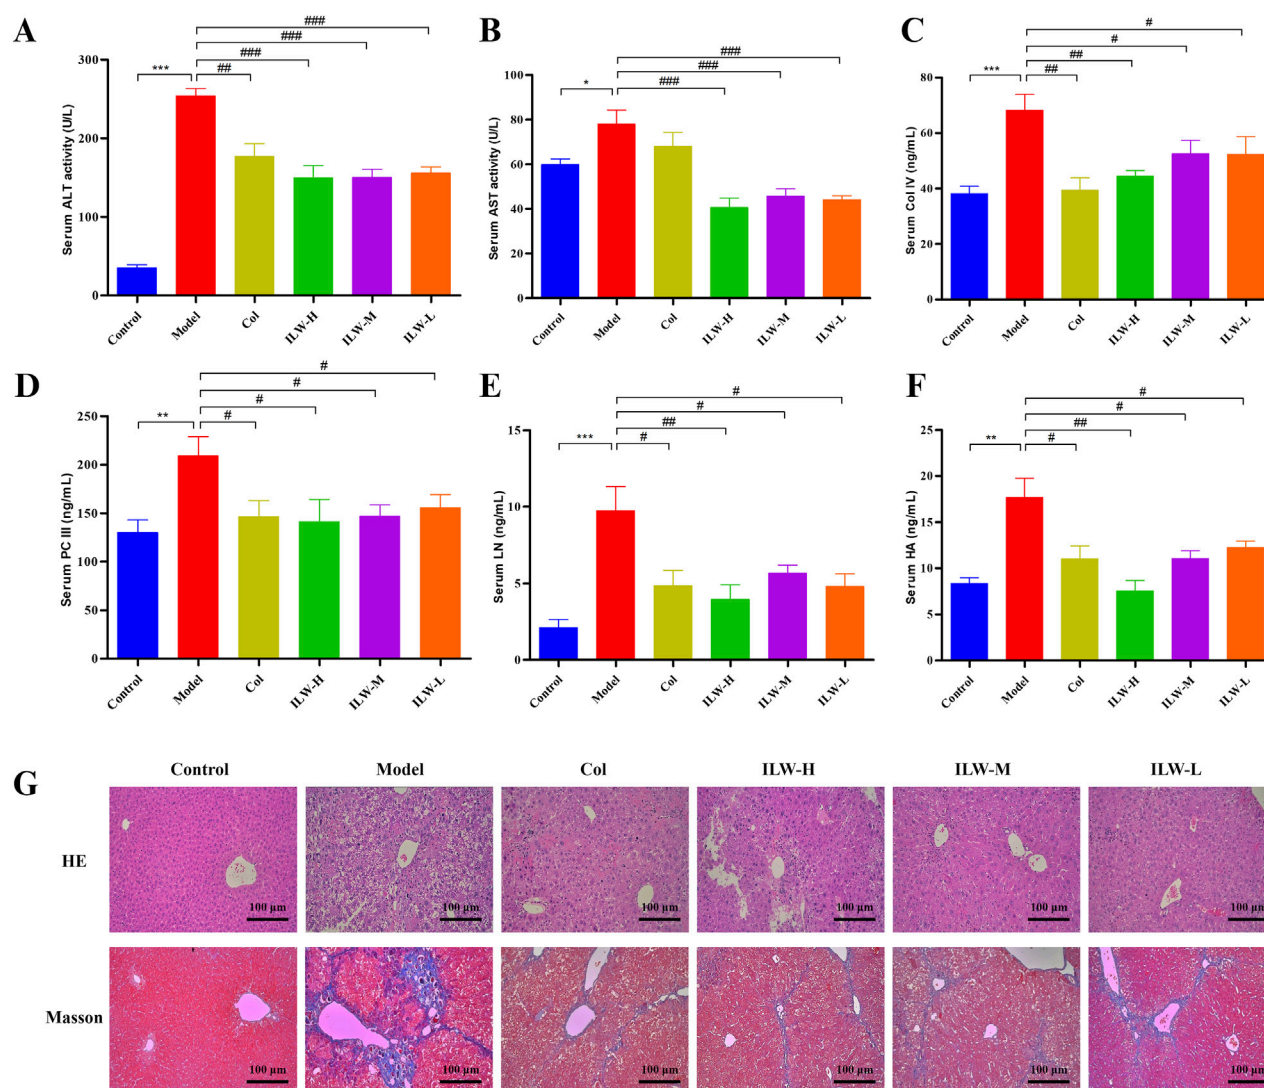 A
Serum ALT activity (U/L)
300
200
100
0
***
##
###
###
###
Control
Model
Col
ILW-H
ILW-M
ILW-L
B
Serum AST activity (U/L)
100
80
60
40
20
0
*
###
###
###
Control
Model
Col
ILW-H
ILW-M
ILW-L
C
Serum Col IV (ng/mL)
80
60
40
20
0
***
##
##
#
#
Control
Model
Col
ILW-H
ILW-M
ILW-L
D
Serum PC III (ng/mL)
250
200
150
100
50
0
**
#
#
#
#
Control
Model
Col
ILW-H
ILW-M
ILW-L
E
Serum LN (ng/mL)
15
10
5
0
***
#
##
#
#
Control
Model
Col
ILW-H
ILW-M
ILW-L
F
Serum HA (ng/mL)
25
20
15
10
5
0
**
#
##
#
#
Control
Model
Col
ILW-H
ILW-M
ILW-L
G
Control Model Col ILW-H ILW-M ILW-L
HE
100 μm 100 μm 100 μm 100 μm 100 μm 100 μm
Masson
100 μm 100 μm 100 μm 100 μm 100 μm 100 μm